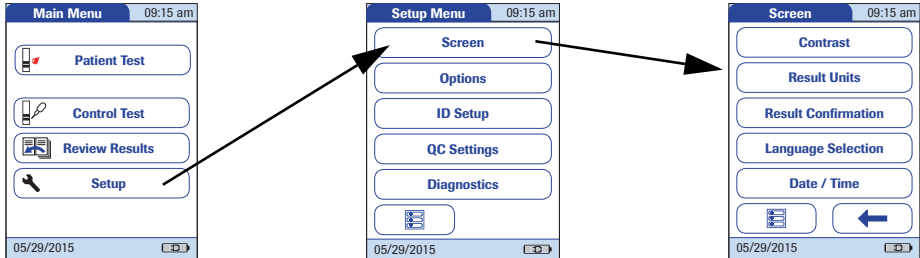 Main Menu 09:15 am
Patient Test
Control Test
Review Results
Setup
05/29/2015
Setup Menu 09:15 am
Screen
Options
ID Setup
QC Settings
Diagnostics
05/29/2015
Screen 09:15 am
Contrast
Result Units
Result Confirmation
Language Selection
Date / Time
05/29/2015